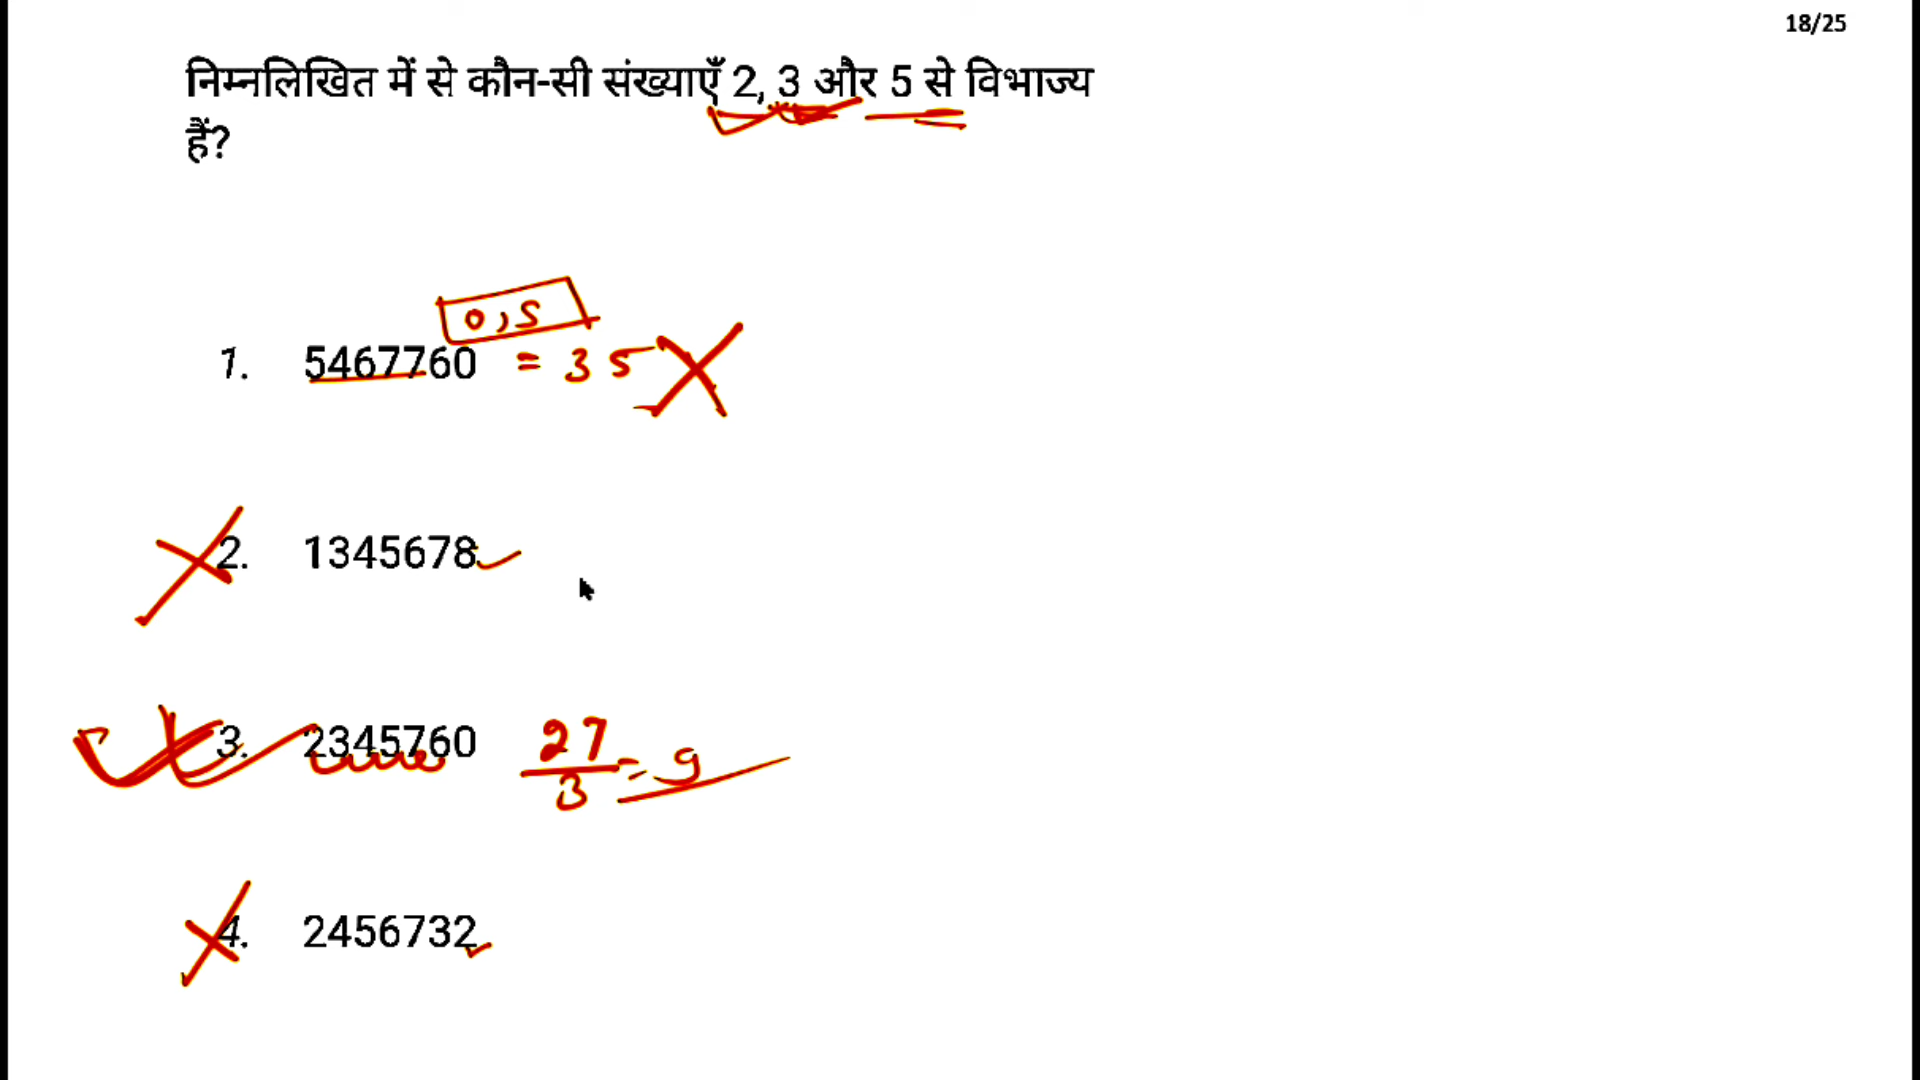 18/25
निम्नलिखित में से कौन-सी संख्याएँ 2, 3 और 5 से विभाज्य
हैं?
0,5
1. 5467760 = 35
2. 1345678
3. 2345760 27/3 = 9
4. 2456732